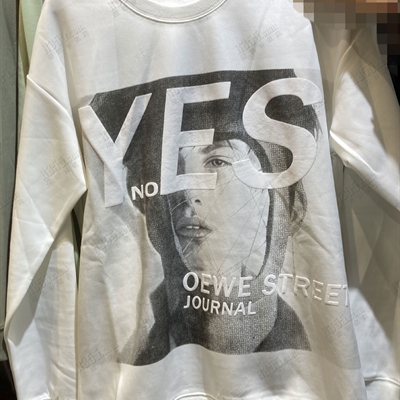 YES
NO
OEWE STREET
JOURNAL